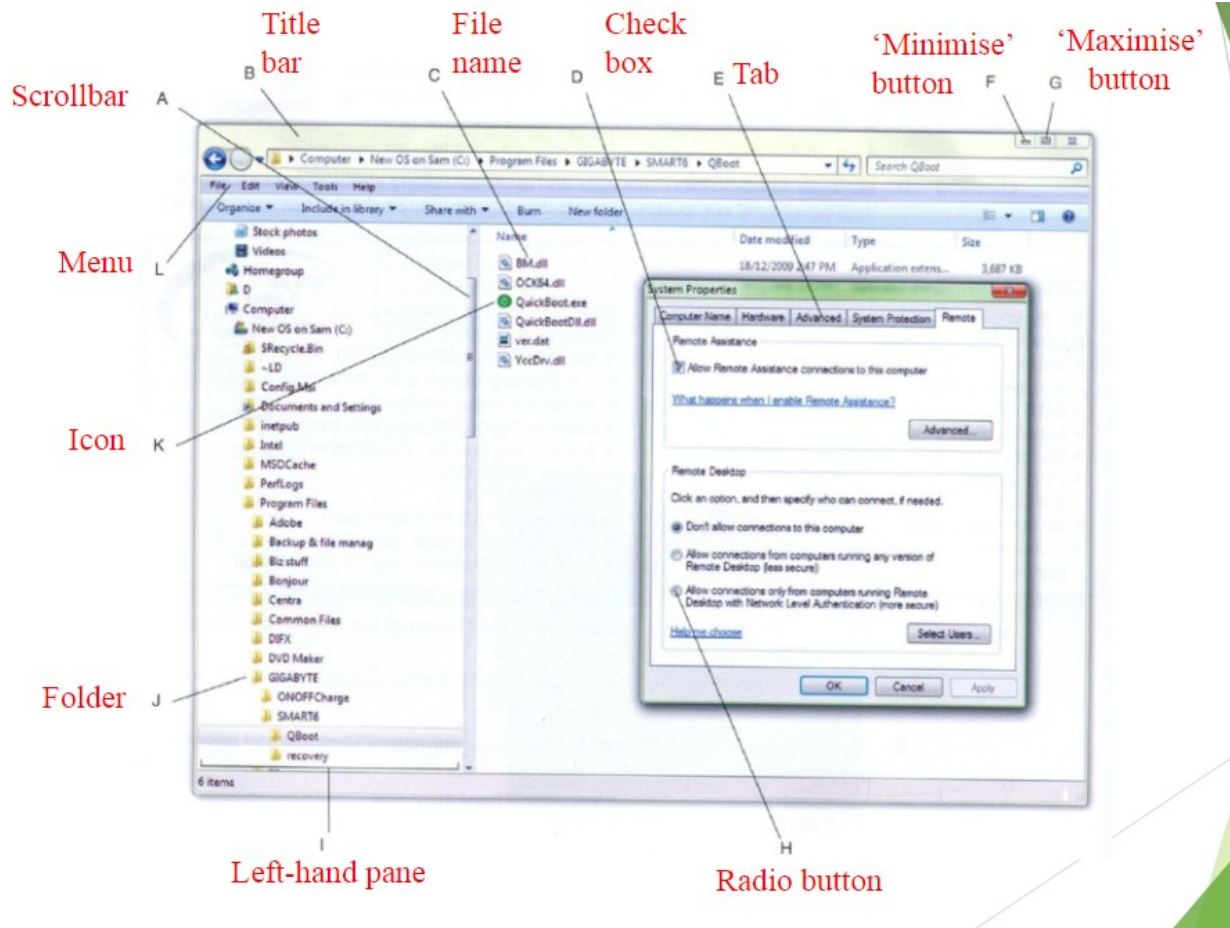 Title
bar
File
name
Check
box
Tab
‘Minimise’
button
‘Maximise’
button
Scrollbar
A
B
C
D
E
F
G
Computer New OS on Sam (C:) Program Files GIGABYTE SMART6 QBoot
Search QBoot
File Edit View Tools Help
Organize Include in library Share with Burn New folder
Menu
L
Icon
K
Folder
J
Stock photos
Videos
Homegroup
D
Computer
New OS on Sam (C:)
$Recycle.Bin
~LD
Config.Msi
Documents and Settings
inetpub
Intel
MSOCache
PerfLogs
Program Files
Adobe
Backup & file manag
Biz stuff
Bonjour
Centra
Common Files
DIFX
DVD Maker
GIGABYTE
ONOFFCharge
SMART6
QBoot
recovery
6 items
Name Date modified Type Size
BM.dll 18/12/2009 2:47 PM Application extens... 3,687 KB
OCK64.dll
QuickBoot.exe
QuickBootDll.dll
ver.dat
YccDrv.dll
System Properties
Computer Name Hardware Advanced System Protection Remote
Remote Assistance
Allow Remote Assistance connections to this computer
What happens when I enable Remote Assistance?
Advanced...
Remote Desktop
Click an option, and then specify who can connect, if needed.
Don't allow connections to this computer
Allow connections from computers running any version of
Remote Desktop (less secure)
Allow connections only from computers running Remote
Desktop with Network Level Authentication (more secure)
Help me choose
Select Users...
OK Cancel Apply
I
Left-hand pane
H
Radio button